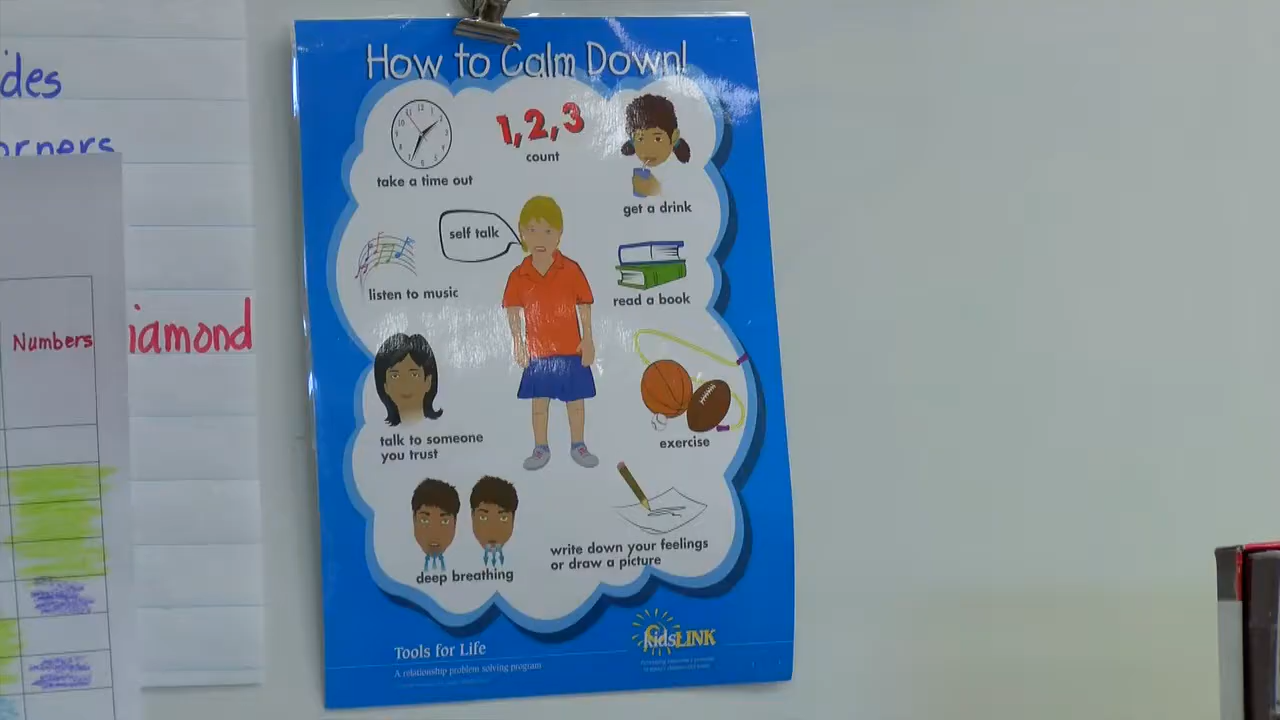 How to Calm Down!
1, 2, 3
count
take a time out
get a drink
self talk
listen to music
read a book
talk to someone
you trust
exercise
deep breathing
write down your feelings
or draw a picture
Tools for Life
A relationship problem solving program
kidsLINK
des
orners
iamond
Numbers